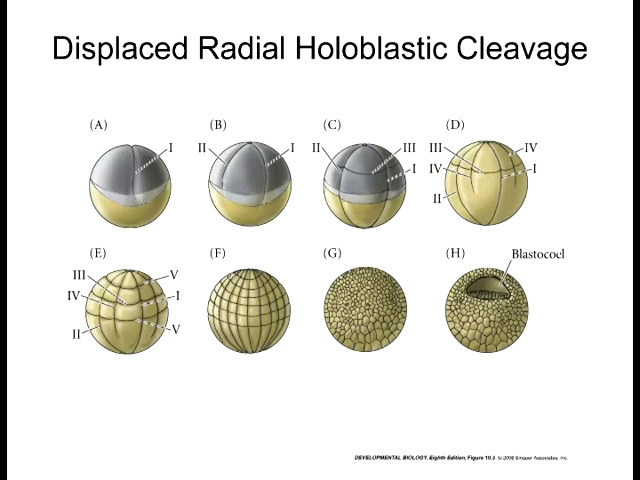 Displaced Radial Holoblastic Cleavage
(A) (B) (C) (D)
I II I II III I III IV IV I II
(E) (F) (G) (H) Blastocoel
III V IV I II V
DEVELOPMENTAL BIOLOGY, Eighth Edition, Figure 10.3 © 2006 Sinauer Associates, Inc.